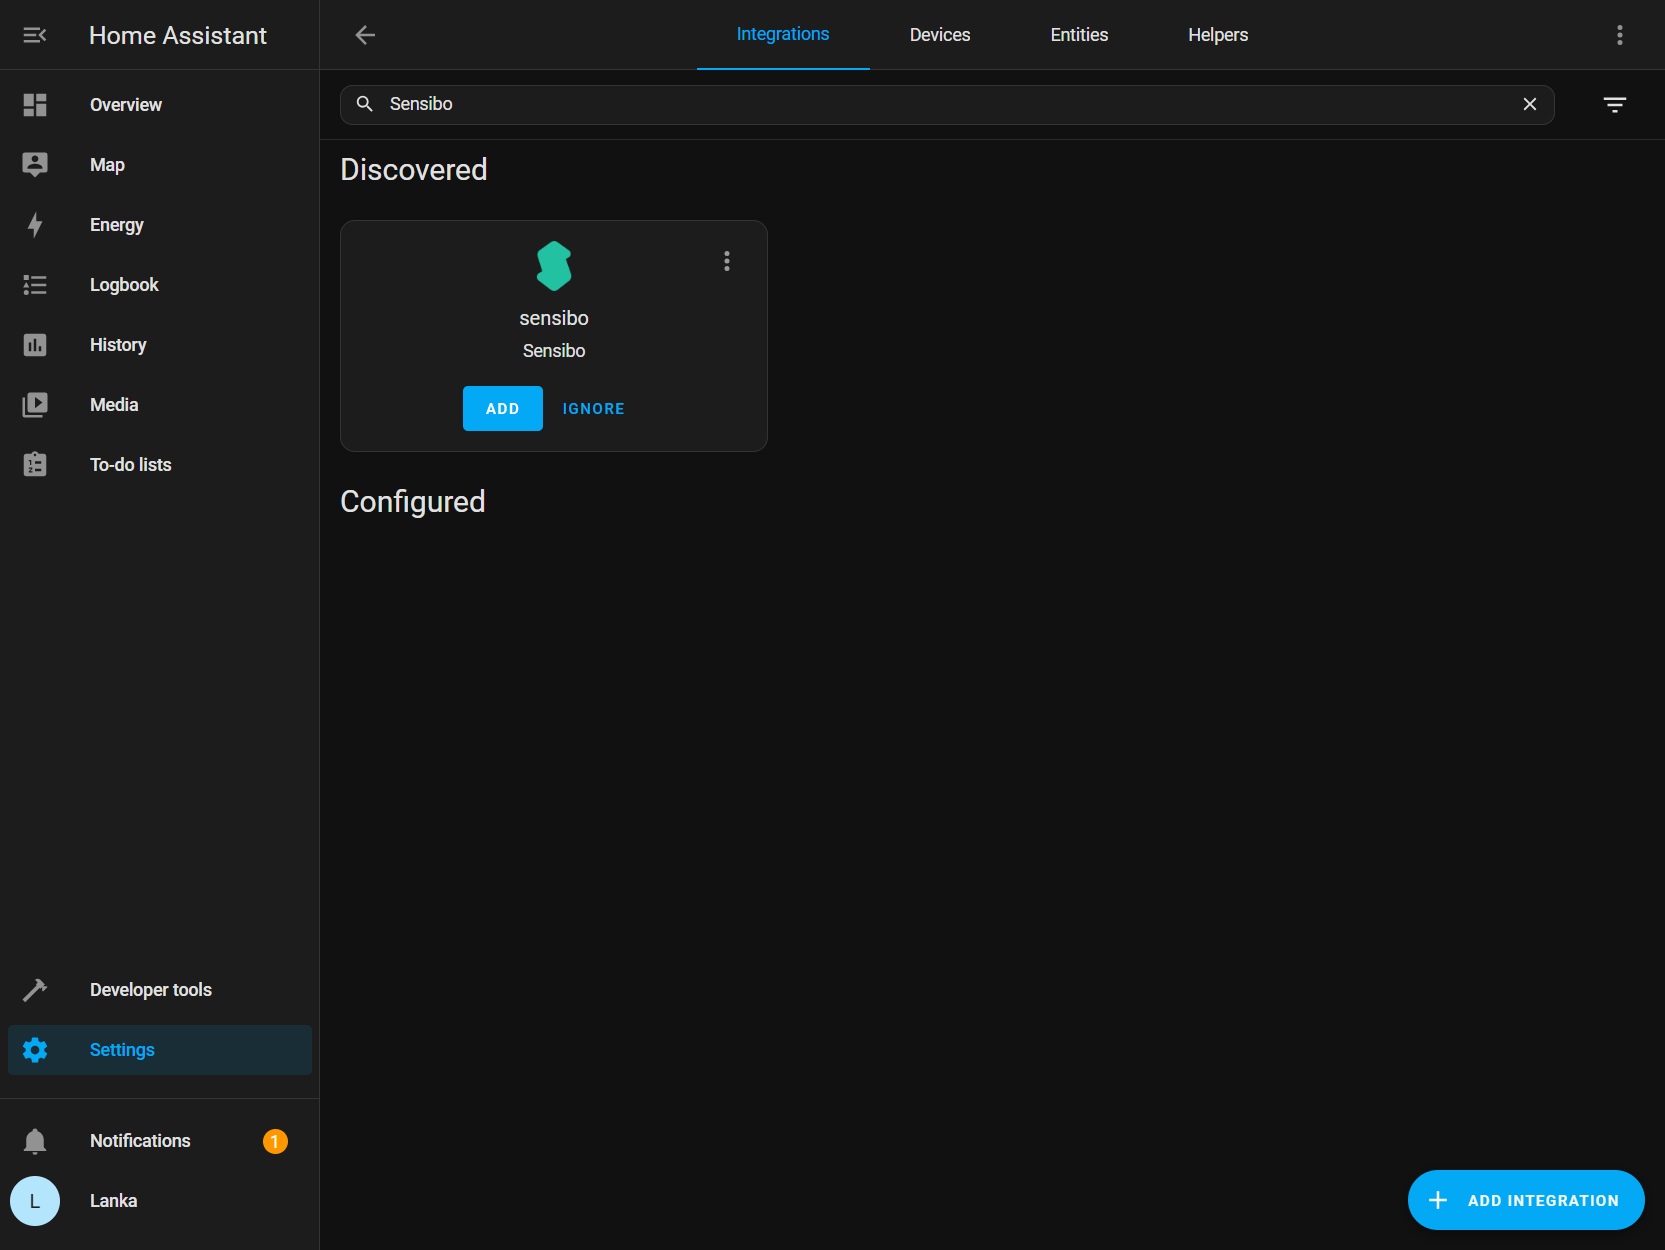 Home Assistant
Integrations
Devices
Entities
Helpers
Overview
Map
Energy
Logbook
History
Media
To-do lists
Sensibo
Discovered
sensibo
Sensibo
ADD
IGNORE
Configured
Developer tools
Settings
Notifications
1
L
Lanka
ADD INTEGRATION